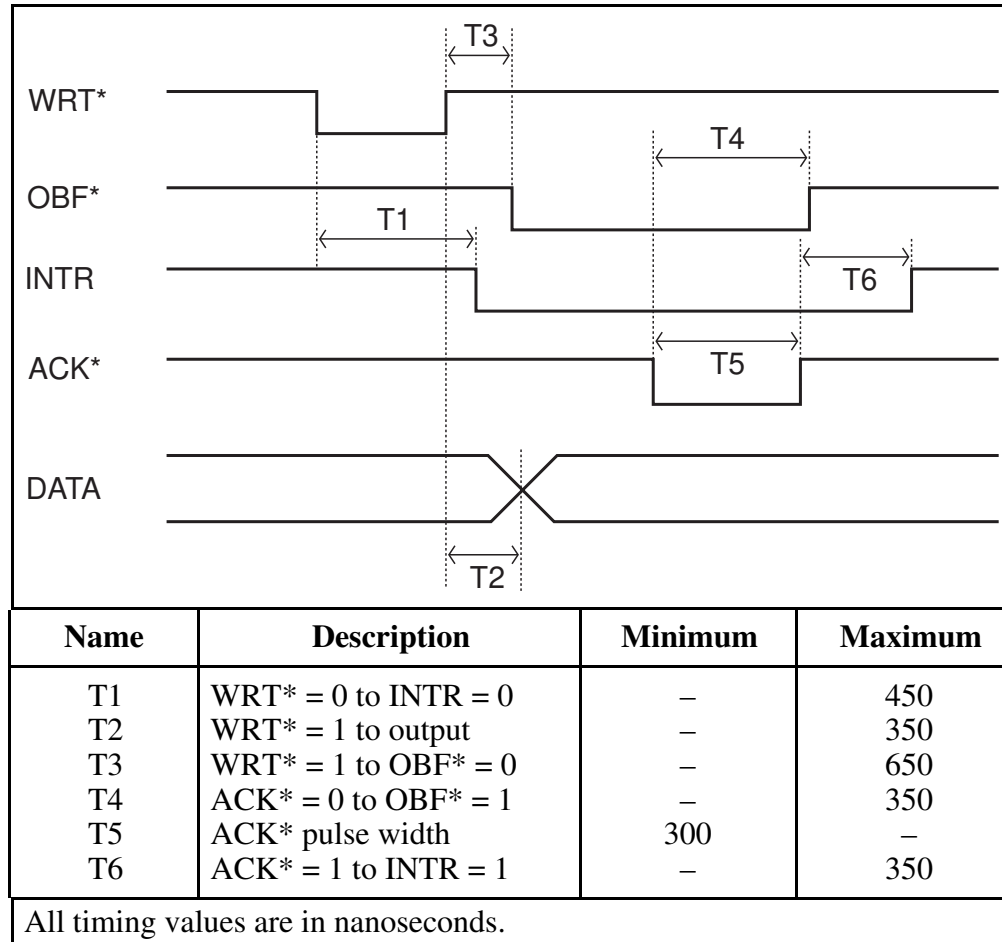 T3
WRT*
T4
OBF*
T1
INTR
T6
ACK*
T5
DATA
T2
Name Description Minimum Maximum
T1 WRT* = 0 to INTR = 0 – 450
T2 WRT* = 1 to output – 350
T3 WRT* = 1 to OBF* = 0 – 650
T4 ACK* = 0 to OBF* = 1 – 350
T5 ACK* pulse width 300 –
T6 ACK* = 1 to INTR = 1 – 350
All timing values are in nanoseconds.